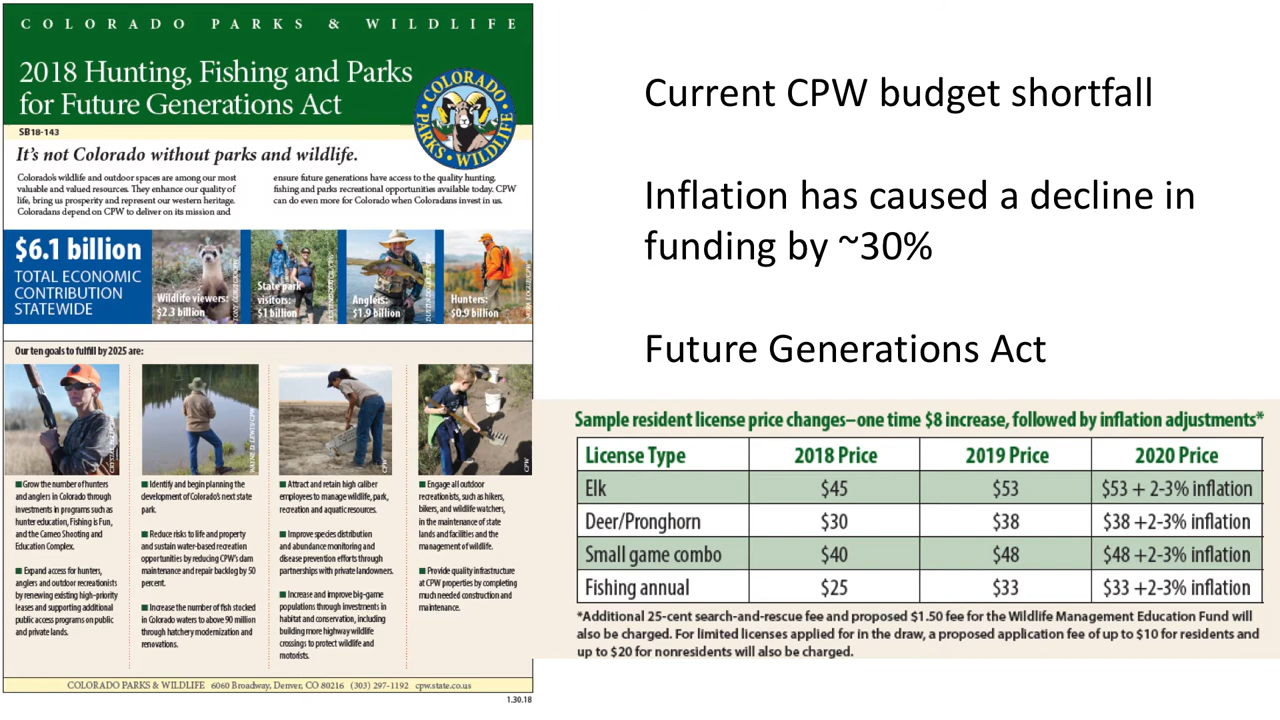 COLORADO PARKS & WILDLIFE
2018 Hunting, Fishing and Parks
for Future Generations Act
COLORADO
PARKS • WILDLIFE
SB18-143
It's not Colorado without parks and wildlife.
Colorado's wildlife and outdoor spaces are among our most
valuable and valued resources. They enhance our quality of
life, bring us prosperity and represent our western heritage.
Coloradans depend on CPW to deliver on its mission and
ensure future generations have access to the quality hunting,
fishing and parks recreational opportunities available today. CPW
can do even more for Colorado when Coloradans invest in us.
$6.1 billion
TOTAL ECONOMIC
CONTRIBUTION
STATEWIDE
Wildlife viewers:
$2.3 billion
State park
visitors:
$1 billion
Anglers:
$1.9 billion
Hunters:
$0.9 billion
Our ten goals to fulfill by 2025 are:
CPW
CPW
■ Grow the number of hunters
and anglers in Colorado through
investments in programs such as
hunter education, Fishing is Fun,
and the Cameo Shooting and
Education Complex.
■ Expand access for hunters,
anglers and outdoor recreationists
by renewing existing high-priority
leases and supporting additional
public access programs on public
and private lands.
■ Identify and begin planning the
development of Colorado's next state
park.
■ Reduce risks to life and property
and sustain water-based recreation
opportunities by reducing CPW's dam
maintenance and repair backlog by 50
percent.
■ Increase the number of fish stocked
in Colorado waters to above 90 million
through hatchery modernization and
renovations.
■ Attract and retain high caliber
employees to manage wildlife, park,
recreation and aquatic resources.
■ Improve species distribution
and abundance monitoring and
disease prevention efforts through
partnerships with private landowners.
■ Increase and improve big-game
populations through investments in
habitat and conservation, including
building more highway wildlife
crossings to protect wildlife and
motorists.
■ Engage all outdoor
recreationists, such as hikers,
bikers, and wildlife watchers,
in the maintenance of state
lands and facilities and the
management of wildlife.
■ Provide quality infrastructure
at CPW properties by completing
much needed construction and
maintenance.
COLORADO PARKS & WILDLIFE 6060 Broadway, Denver, CO 80216 (303) 297-1192 cpw.state.co.us
1.30.18
Current CPW budget shortfall
Inflation has caused a decline in
funding by ~30%
Future Generations Act
Sample resident license price changes–one time $8 increase, followed by inflation adjustments*
License Type 2018 Price 2019 Price 2020 Price
Elk $45 $53 $53 + 2-3% inflation
Deer/Pronghorn $30 $38 $38 +2-3% inflation
Small game combo $40 $48 $48 +2-3% inflation
Fishing annual $25 $33 $33 +2-3% inflation
*Additional 25-cent search-and-rescue fee and proposed $1.50 fee for the Wildlife Management Education Fund will
also be charged. For limited licenses applied for in the draw, a proposed application fee of up to $10 for residents and
up to $20 for nonresidents will also be charged.